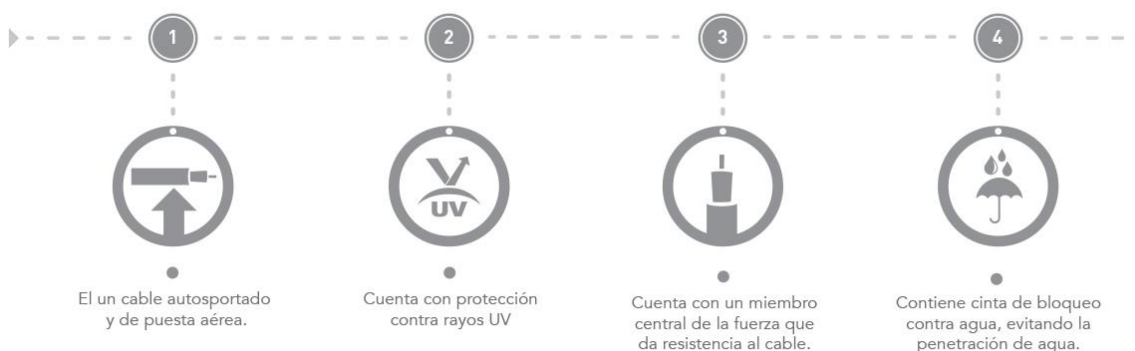 1
2
3
4
UV
El un cable autosportado
y de puesta aérea.
Cuenta con protección
contra rayos UV
Cuenta con un miembro
central de la fuerza que
da resistencia al cable.
Contiene cinta de bloqueo
contra agua, evitando la
penetración de agua.